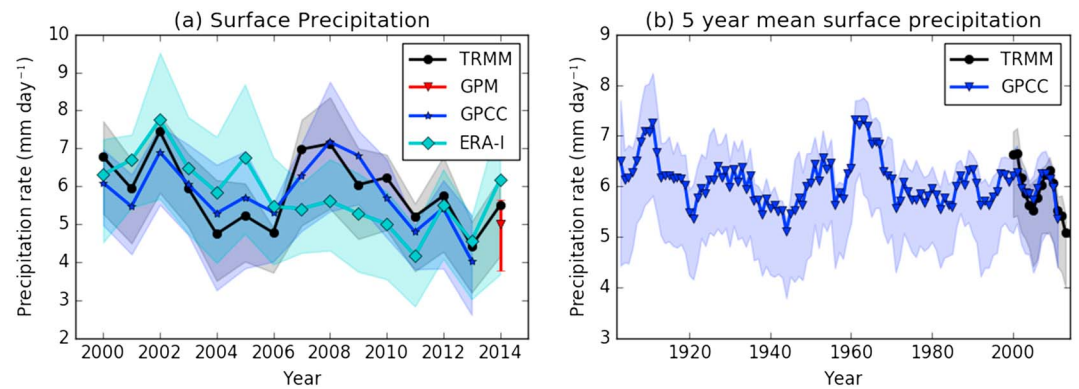 (a) Surface Precipitation
Precipitation rate (mm day⁻¹)
10
9
8
7
6
5
4
3
2
2000 2002 2004 2006 2008 2010 2012 2014
Year
TRMM
GPM
GPCC
ERA-I
(b) 5 year mean surface precipitation
Precipitation rate (mm day⁻¹)
9
8
7
6
5
4
3
1920 1940 1960 1980 2000
Year
TRMM
GPCC